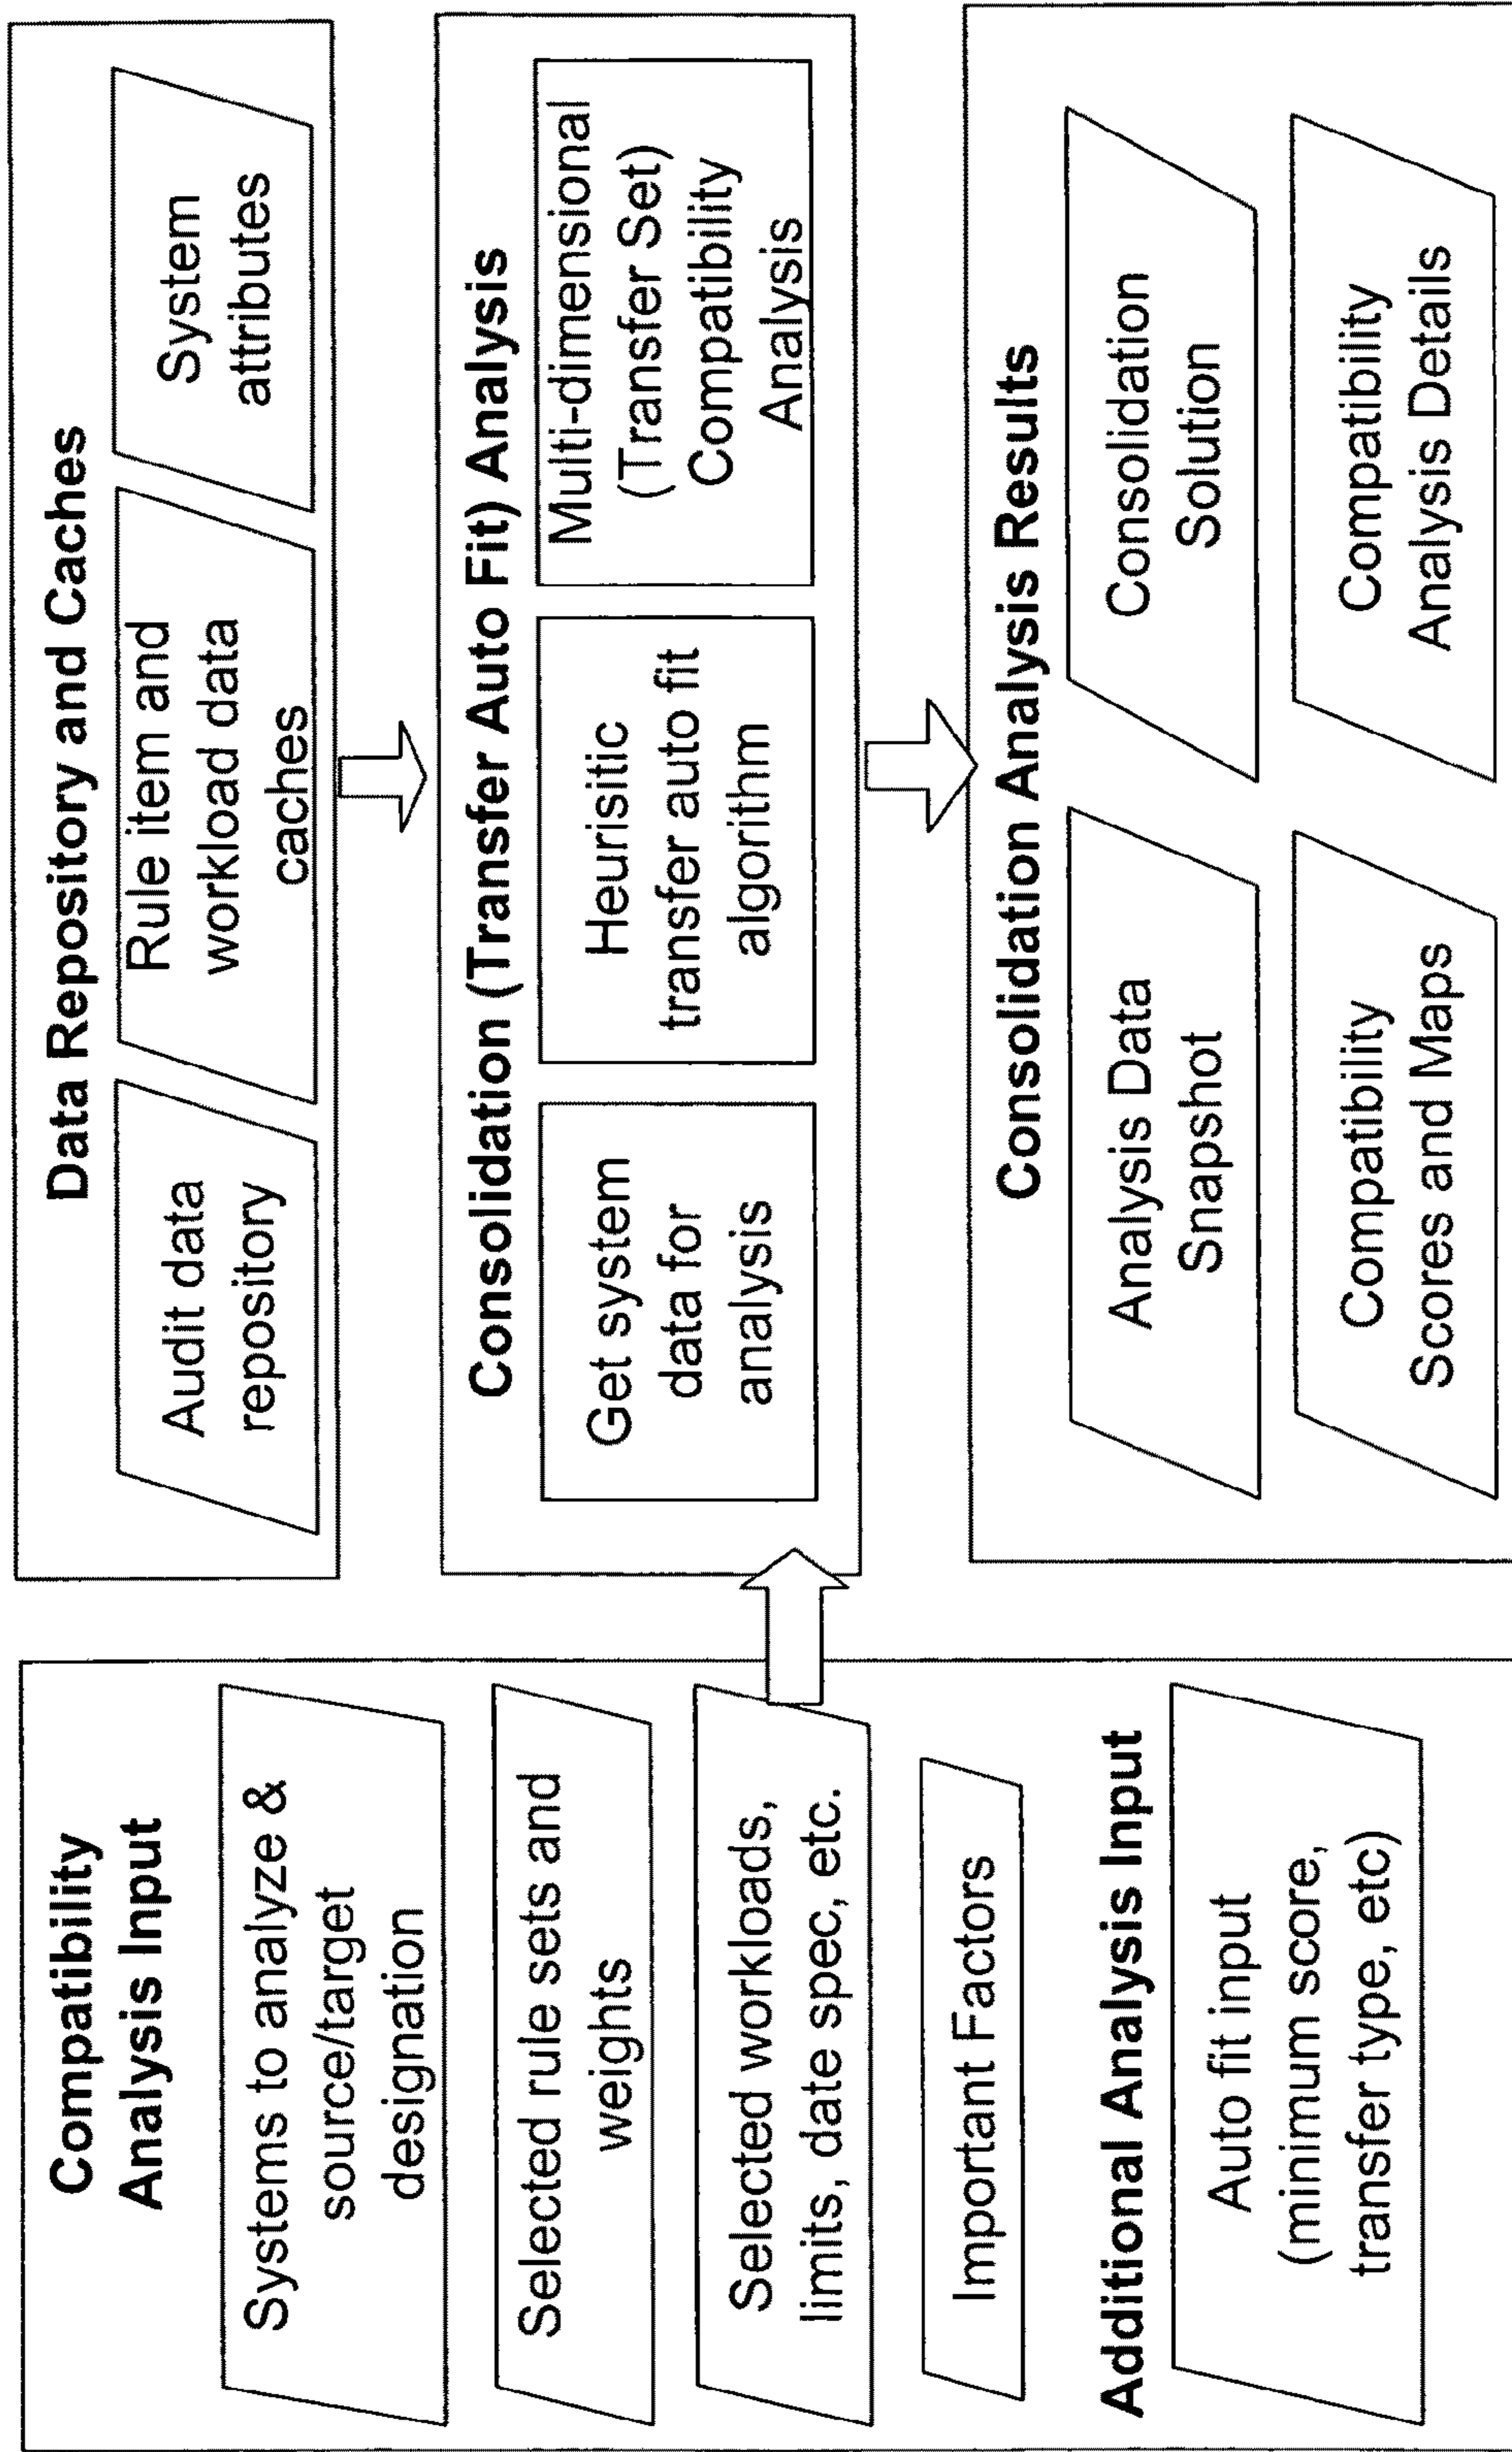 Compatibility
Analysis Input
Systems to analyze &
source/target
designation
Selected rule sets and
weights
Selected workloads,
limits, date spec, etc.
Important Factors
Additional Analysis Input
Auto fit input
(minimum score,
transfer type, etc)
Data Repository and Caches
Audit data
repository
Rule item and
workload data
caches
System
attributes
Consolidation (Transfer Auto Fit) Analysis
Get system
data for
analysis
Heurisitic
transfer auto fit
algorithm
Multi-dimensional
(Transfer Set)
Compatibility
Analysis
Consolidation Analysis Results
Analysis Data
Snapshot
Consolidation
Solution
Compatibility
Scores and Maps
Compatibility
Analysis Details